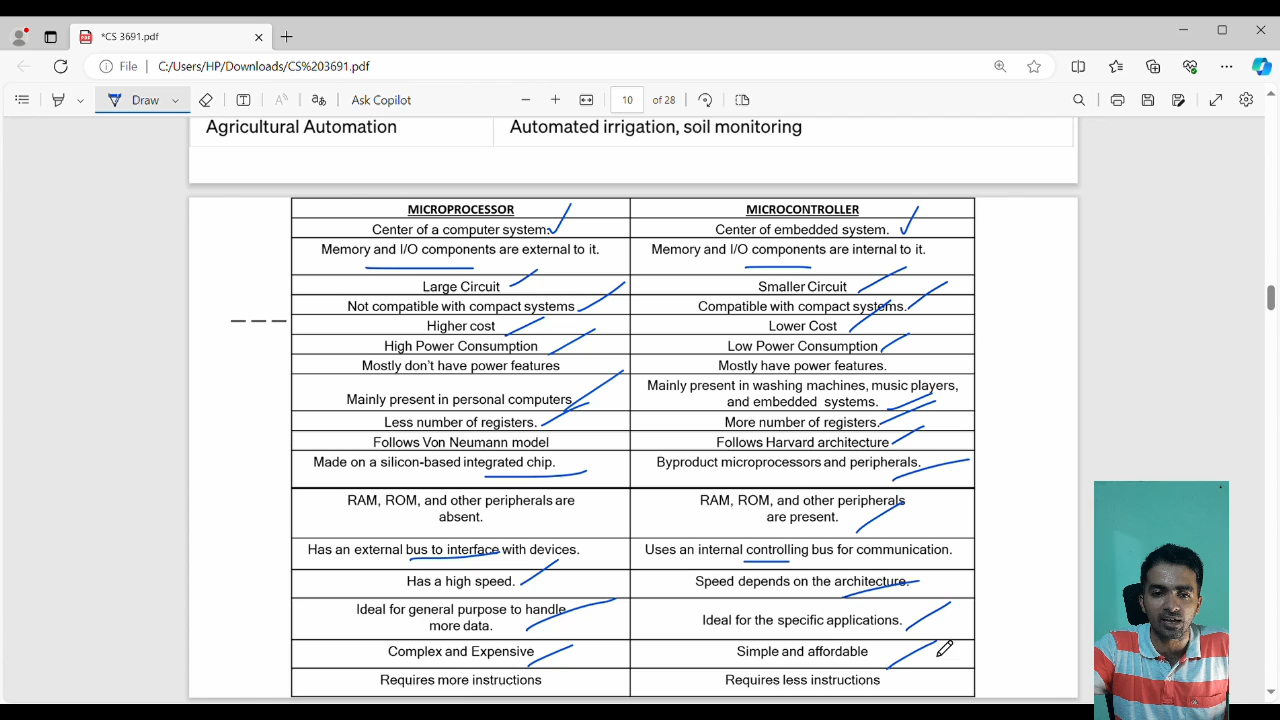 *CS 3691.pdf
File C:/Users/HP/Downloads/CS%203691.pdf
Draw Ask Copilot 10 of 28
Agricultural Automation Automated irrigation, soil monitoring
MICROPROCESSOR MICROCONTROLLER
Center of a computer system. Center of embedded system.
Memory and I/O components are external to it. Memory and I/O components are internal to it.
Large Circuit Smaller Circuit
Not compatible with compact systems Compatible with compact systems.
Higher cost Lower Cost
High Power Consumption Low Power Consumption
Mostly don't have power features Mostly have power features.
Mainly present in personal computers Mainly present in washing machines, music players,
and embedded systems.
Less number of registers. More number of registers.
Follows Von Neumann model Follows Harvard architecture
Made on a silicon-based integrated chip. Byproduct microprocessors and peripherals.
RAM, ROM, and other peripherals are RAM, ROM, and other peripherals
absent. are present.
Has an external bus to interface with devices. Uses an internal controlling bus for communication.
Has a high speed. Speed depends on the architecture.
Ideal for general purpose to handle
more data. Ideal for the specific applications.
Complex and Expensive Simple and affordable
Requires more instructions Requires less instructions